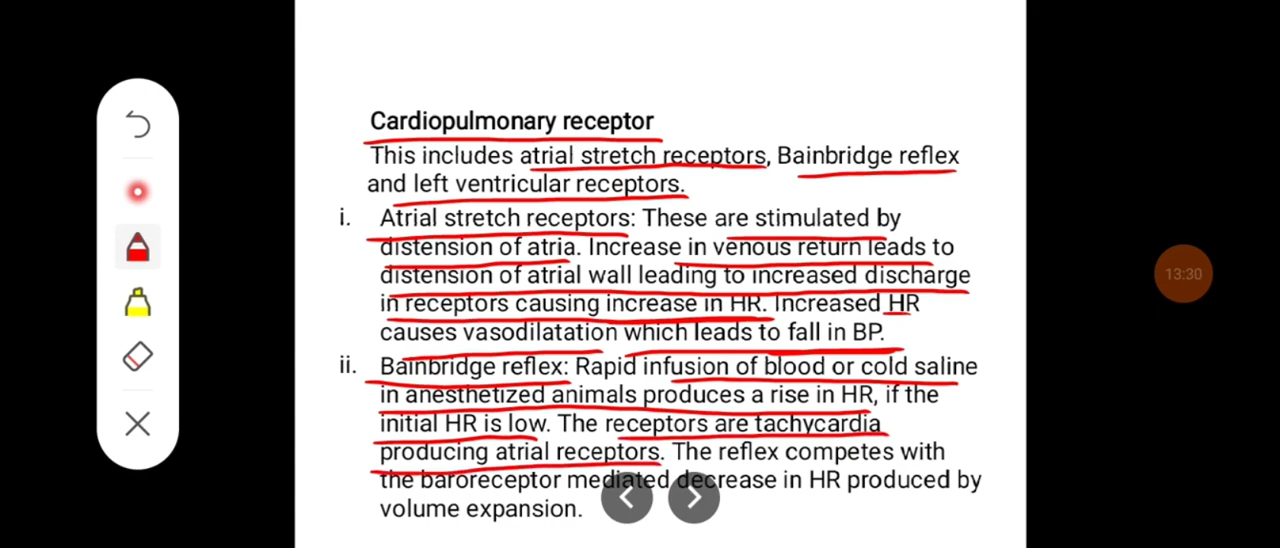 Cardiopulmonary receptor
This includes atrial stretch receptors, Bainbridge reflex
and left ventricular receptors.
i. Atrial stretch receptors: These are stimulated by
distension of atria. Increase in venous return leads to
distension of atrial wall leading to increased discharge
in receptors causing increase in HR. Increased HR
causes vasodilatation which leads to fall in BP.
ii. Bainbridge reflex: Rapid infusion of blood or cold saline
in anesthetized animals produces a rise in HR, if the
initial HR is low. The receptors are tachycardia
producing atrial receptors. The reflex competes with
the baroreceptor mediated decrease in HR produced by
volume expansion.
13:30